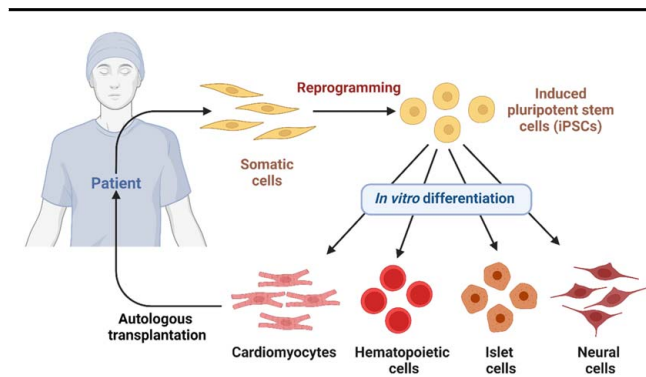 Reprogramming
Induced
pluripotent stem
cells (iPSCs)
Somatic
cells
Patient
In vitro differentiation
Autologous
transplantation
Cardiomyocytes
Hematopoietic
cells
Islet
cells
Neural
cells